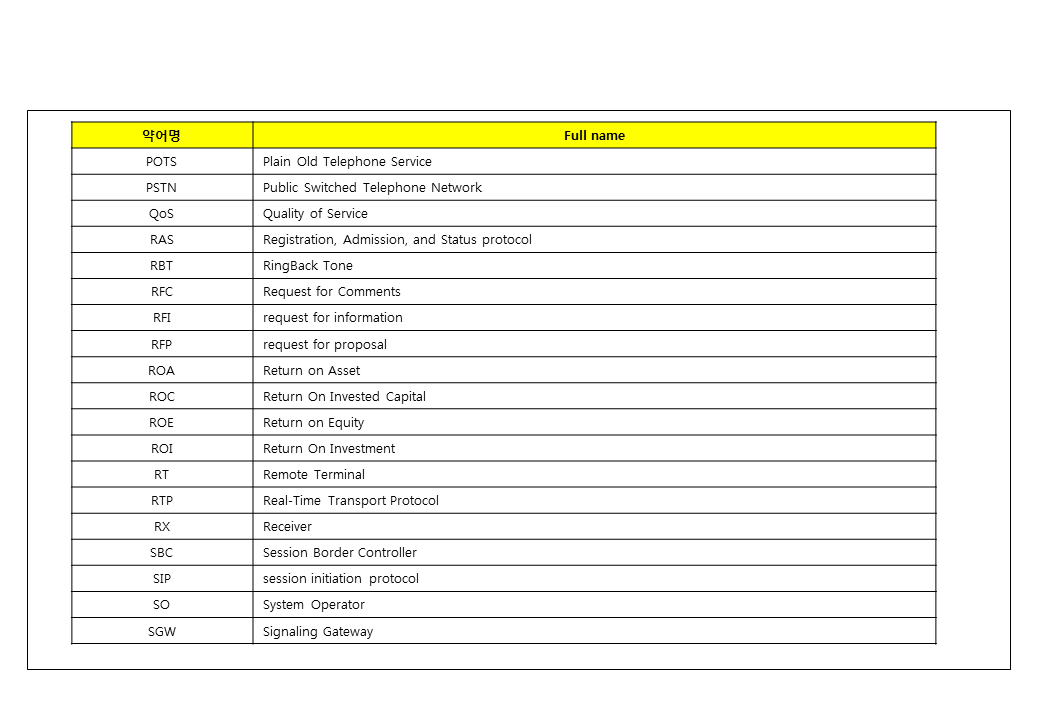 약어명 Full name
POTS Plain Old Telephone Service
PSTN Public Switched Telephone Network
QoS Quality of Service
RAS Registration, Admission, and Status protocol
RBT RingBack Tone
RFC Request for Comments
RFI request for information
RFP request for proposal
ROA Return on Asset
ROC Return On Invested Capital
ROE Return on Equity
ROI Return On Investment
RT Remote Terminal
RTP Real-Time Transport Protocol
RX Receiver
SBC Session Border Controller
SIP session initiation protocol
SO System Operator
SGW Signaling Gateway